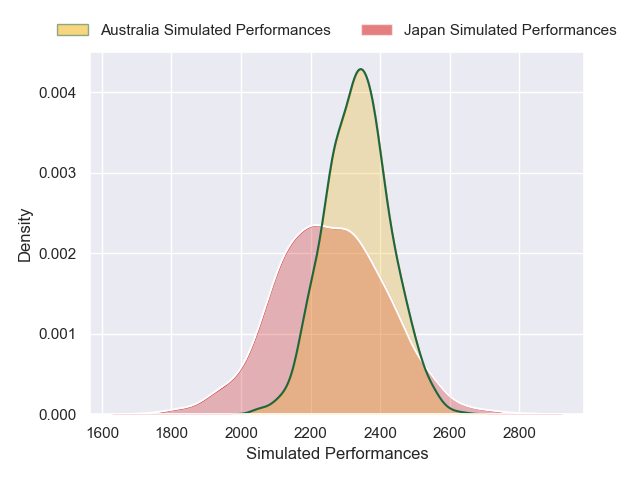 Australia Simulated Performances Japan Simulated Performances
0.004
0.003
0.002
0.001
0.000
Density
1600 1800 2000 2200 2400 2600 2800
Simulated Performances